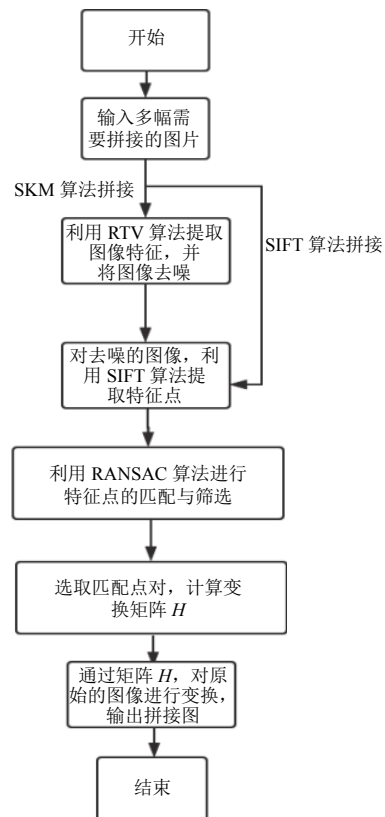 开始
输入多幅需
要拼接的图片
SKM 算法拼接
SIFT 算法拼接
利用 RTV 算法提取
图像特征，并
将图像去噪
对去噪的图像，利
用 SIFT 算法提
取特征点
利用 RANSAC 算法进行
特征点的匹配与筛选
选取匹配点对，计算变
换矩阵 H
通过矩阵 H，对原
始的图像进行变换，
输出拼接图
结束